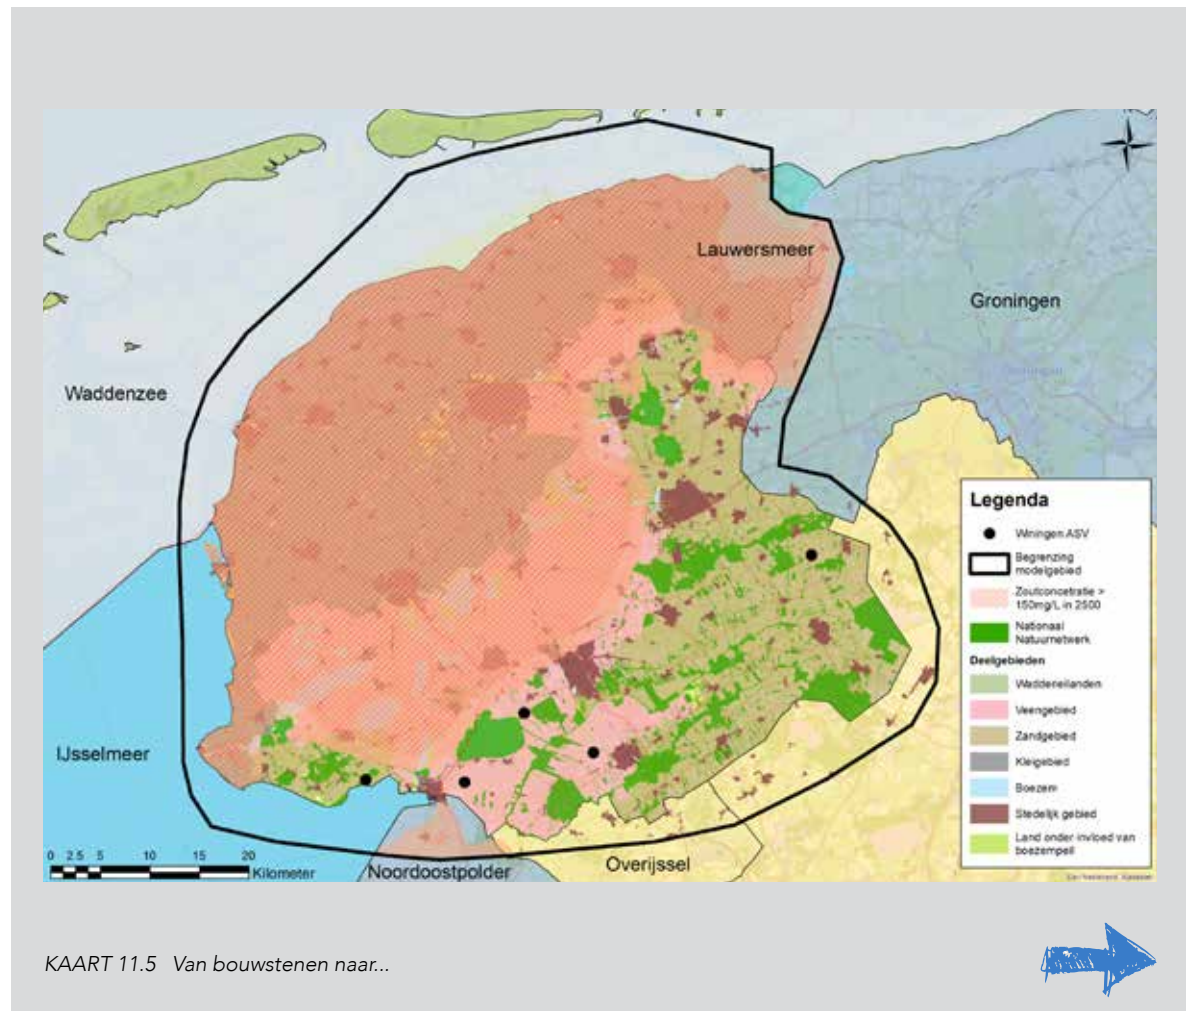 Lauwersmeer
Groningen
Waddenzee
IJsselmeer
Noordoostpolder
Overijssel
0 2.5 5 10 15 20
Kilometer
Legenda
Winingen ASV
Begrenzing
modelgebied
Zoutconcetratie >
150mg/L in 2500
Nationaal
Natuurnetwerk
Deelgebieden
Waddeneilanden
Veengebied
Zandgebied
Kleigebied
Boezem
Stedelijk gebied
Land onder invloed van
boezempeil
KAART 11.5 Van bouwstenen naar...